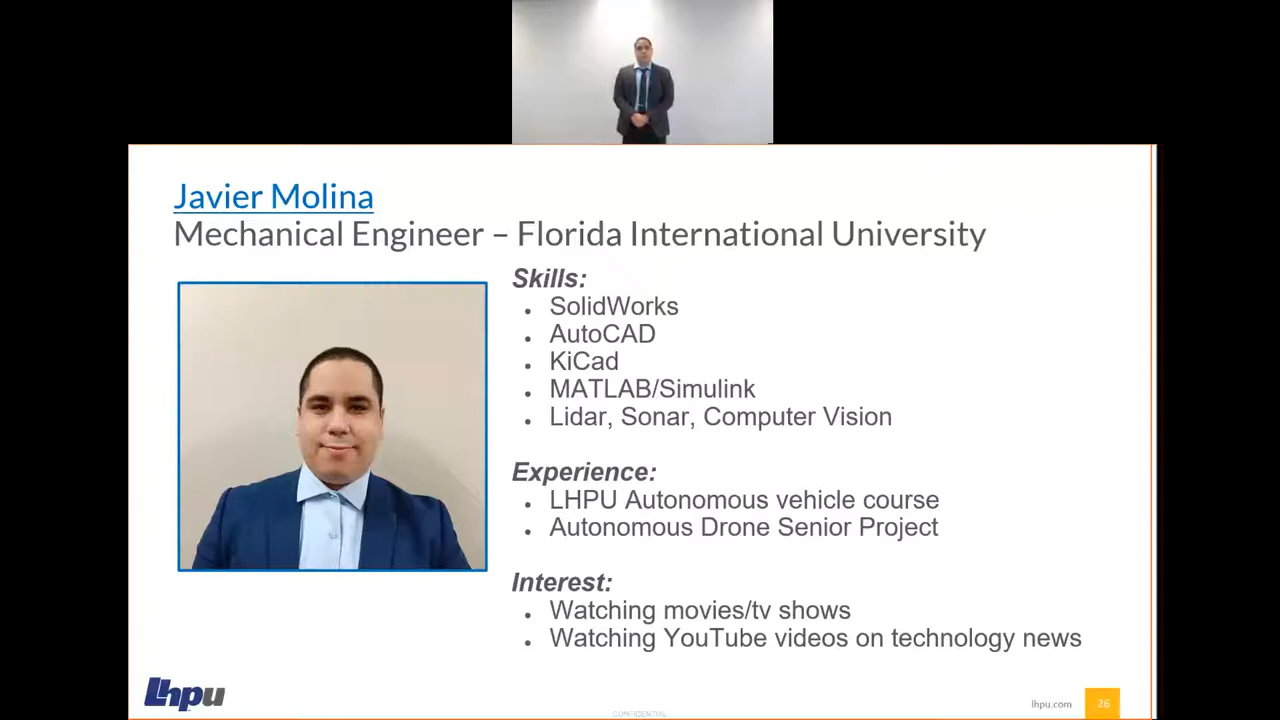 Javier Molina
Mechanical Engineer – Florida International University
Skills:
• SolidWorks
• AutoCAD
• KiCad
• MATLAB/Simulink
• Lidar, Sonar, Computer Vision
Experience:
• LHPU Autonomous vehicle course
• Autonomous Drone Senior Project
Interest:
• Watching movies/tv shows
• Watching YouTube videos on technology news
lhpu
lhpu.com 26
CONFIDENTIAL